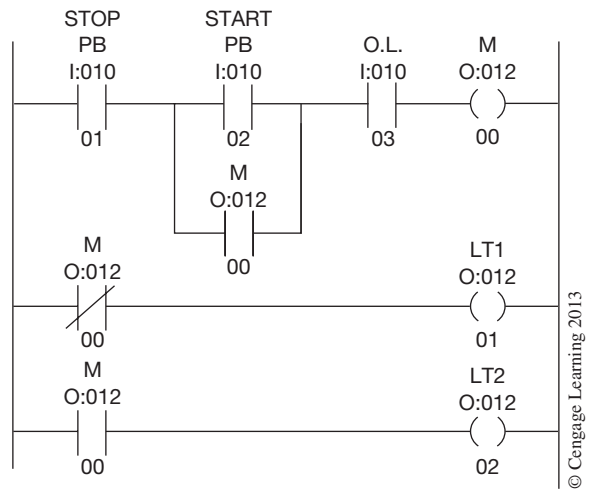 STOP START
PB PB O.L. M
I:010 I:010 I:010 O:012
01 02 03 00
M
O:012
00
M LT1
O:012 O:012
00 01
M LT2
O:012 O:012
00 02
© Cengage Learning 2013